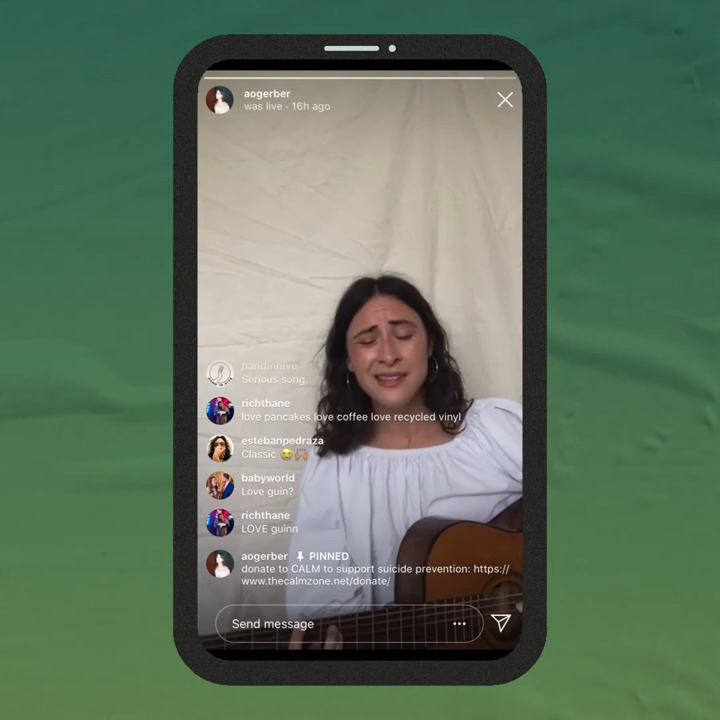 aogerber
was live · 16h ago
handinhive
Serious song
richthane
love pancakes love coffee love recycled vinyl
estebanpedraza
Classic 😭🙌🏽
babyworld
Love guin?
richthane
LOVE guinn
aogerber PINNED
donate to CALM to support suicide prevention: https://
www.thecalmzone.net/donate/
Send message